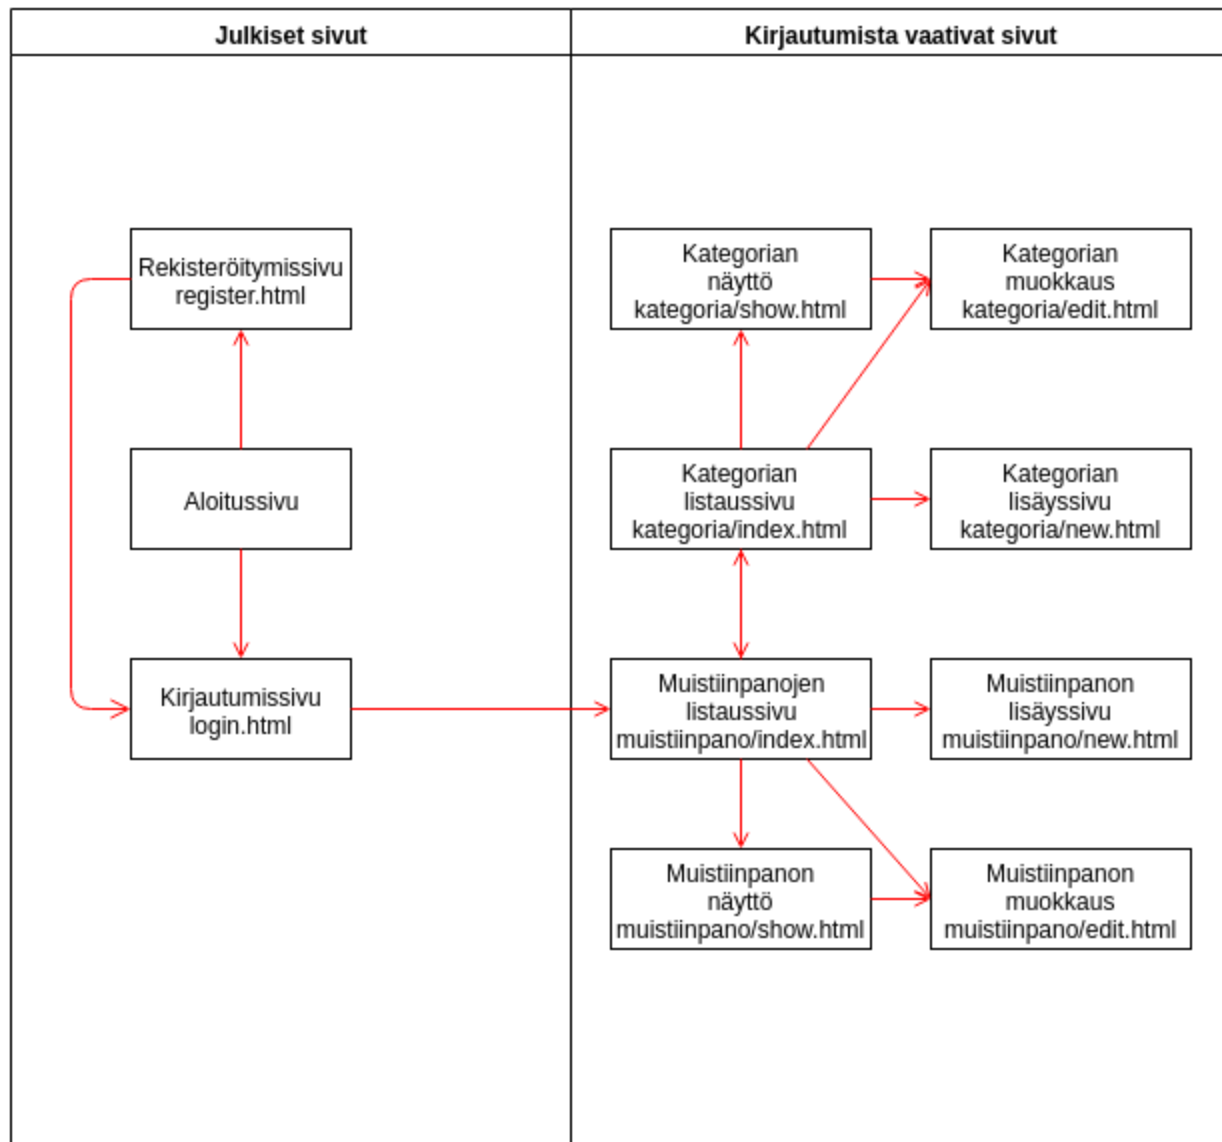 Julkiset sivut
Kirjautumista vaativat sivut
Rekisteröitymissivu
register.html
Aloitussivu
Kirjautumissivu
login.html
Kategorian
näyttö
kategoria/show.html
Kategorian
muokkaus
kategoria/edit.html
Kategorian
listaussivu
kategoria/index.html
Kategorian
lisäyssivu
kategoria/new.html
Muistiinpanojen
listaussivu
muistiinpano/index.html
Muistiinpanon
lisäyssivu
muistiinpano/new.html
Muistiinpanon
näyttö
muistiinpano/show.html
Muistiinpanon
muokkaus
muistiinpano/edit.html